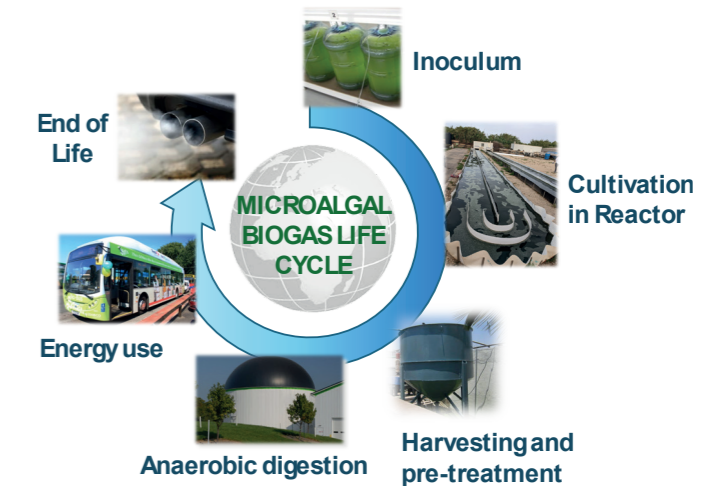 Inoculum
End of
Life
Cultivation
in Reactor
MICROALGAL
BIOGAS LIFE
CYCLE
Energy use
Anaerobic digestion
Harvesting and
pre-treatment